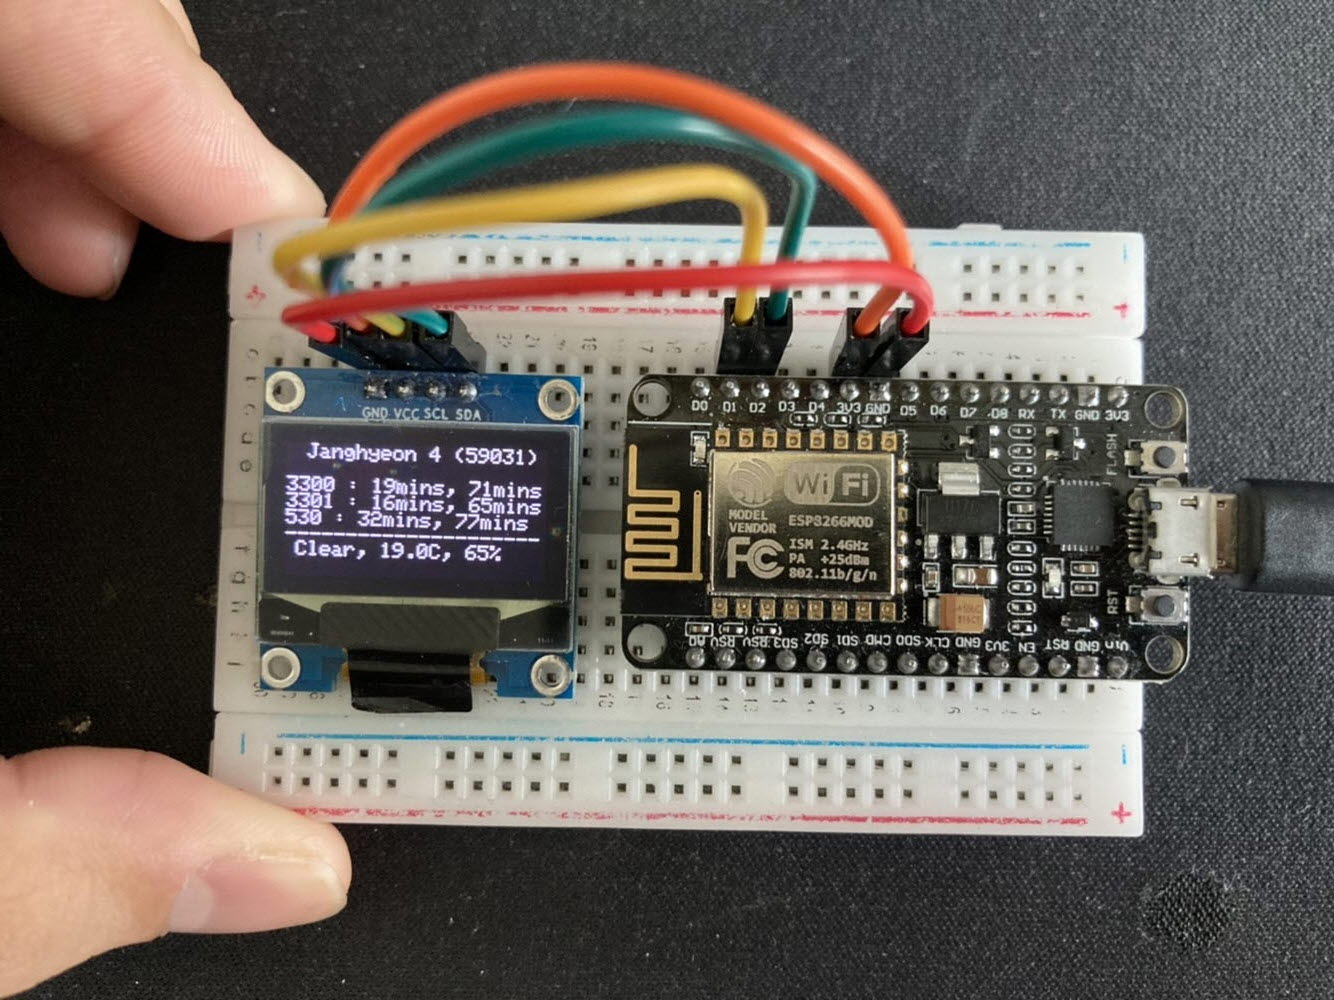 GND VCC SCL SDA
Janghyeon 4 (59031)
3300 : 19mins, 71mins
3301 : 16mins, 65mins
530 : 32mins, 77mins
Clear, 19.0C, 65%
D0 D1 D2 D3 D4 3V3 GND D5 D6 D7 D8 RX TX GND 3V3
FLASH
WiFi
MODEL
VENDOR
ESP8266MOD
FC
ISM 2.4GHz
PA +25dBm
802.11b/g/n
RST
A0 RSV RSV SD3 SD2 SD1 CMD SD0 CLK GND 3V3 EN RST GND Vin